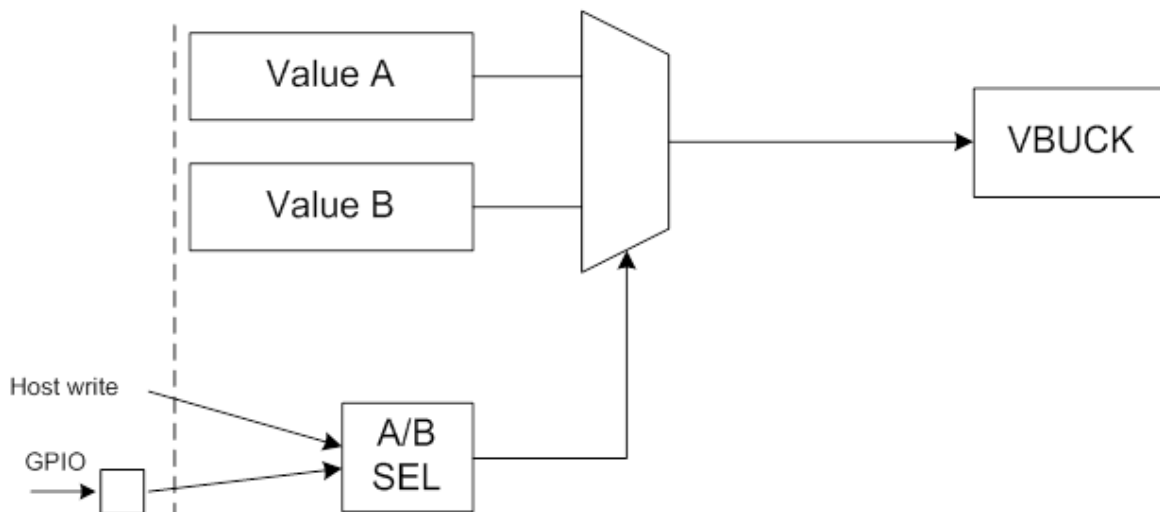 Value A
VBUCK
Value B
Host write
A/B
SEL
GPIO